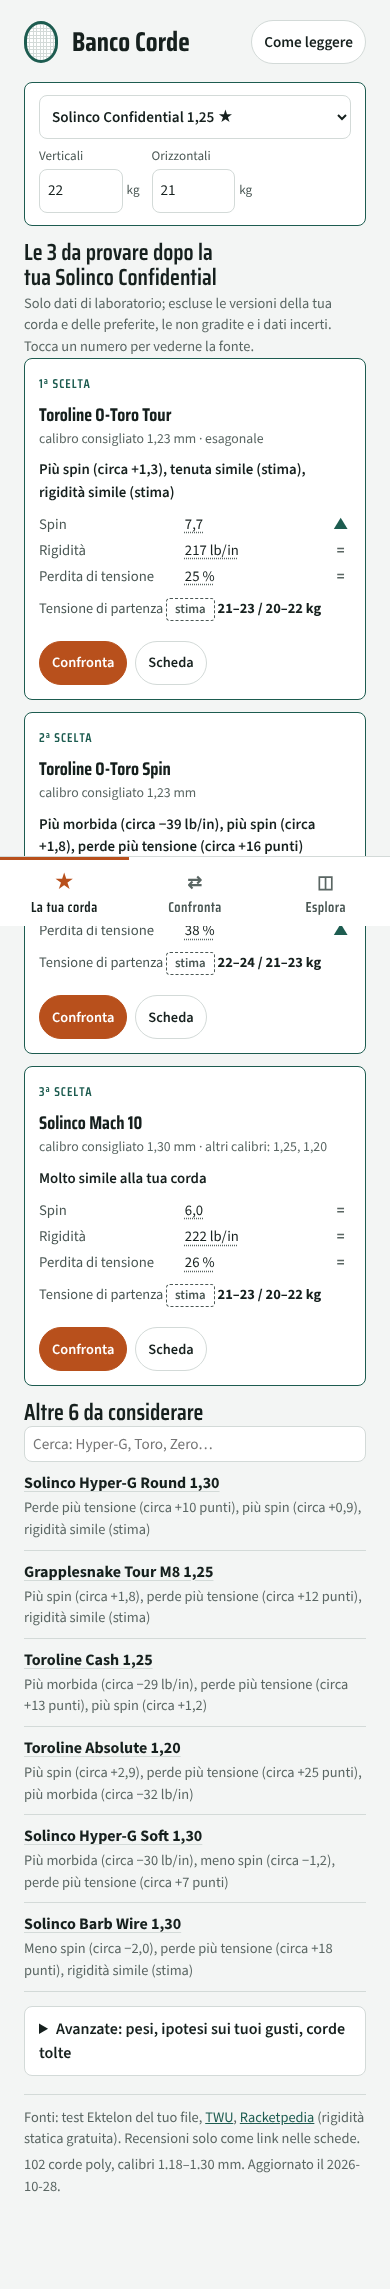 Banco Corde
Come leggere
Solinco Confidential 1,25 ★
Verticali
Orizzontali
22
kg
21
kg
Le 3 da provare dopo la
tua Solinco Confidential
Solo dati di laboratorio; escluse le versioni della tua
corda e delle preferite, le non gradite e i dati incerti.
Tocca un numero per vederne la fonte.
1ª SCELTA
Toroline O-Toro Tour
calibro consigliato 1,23 mm · esagonale
Più spin (circa +1,3), tenuta simile (stima),
rigidità simile (stima)
Spin 7,7 ▲
Rigidità 217 lb/in =
Perdita di tensione 25 % =
Tensione di partenza stima 21–23 / 20–22 kg
Confronta
Scheda
2ª SCELTA
Toroline O-Toro Spin
calibro consigliato 1,23 mm
Più morbida (circa −39 lb/in), più spin (circa
+1,8), perde più tensione (circa +16 punti)
★
La tua corda
⇄
Confronta
◫
Esplora
Perdita di tensione 38 % ▲
Tensione di partenza stima 22–24 / 21–23 kg
Confronta
Scheda
3ª SCELTA
Solinco Mach 10
calibro consigliato 1,30 mm · altri calibri: 1,25, 1,20
Molto simile alla tua corda
Spin 6,0 =
Rigidità 222 lb/in =
Perdita di tensione 26 % =
Tensione di partenza stima 21–23 / 20–22 kg
Confronta
Scheda
Altre 6 da considerare
Cerca: Hyper-G, Toro, Zero…
Solinco Hyper-G Round 1,30
Perde più tensione (circa +10 punti), più spin (circa +0,9),
rigidità simile (stima)
Grapplesnake Tour M8 1,25
Più spin (circa +1,8), perde più tensione (circa +12 punti),
rigidità simile (stima)
Toroline Cash 1,25
Più morbida (circa −29 lb/in), perde più tensione (circa
+13 punti), più spin (circa +1,2)
Toroline Absolute 1,20
Più spin (circa +2,9), perde più tensione (circa +25 punti),
più morbida (circa −32 lb/in)
Solinco Hyper-G Soft 1,30
Più morbida (circa −30 lb/in), meno spin (circa −1,2),
perde più tensione (circa +7 punti)
Solinco Barb Wire 1,30
Meno spin (circa −2,0), perde più tensione (circa +18
punti), rigidità simile (stima)
▶ Avanzate: pesi, ipotesi sui tuoi gusti, corde
tolte
Fonti: test Ektelon del tuo file, TWU, Racketpedia (rigidità
statica gratuita). Recensioni solo come link nelle schede.
102 corde poly, calibri 1.18–1.30 mm. Aggiornato il 2026-
10-28.